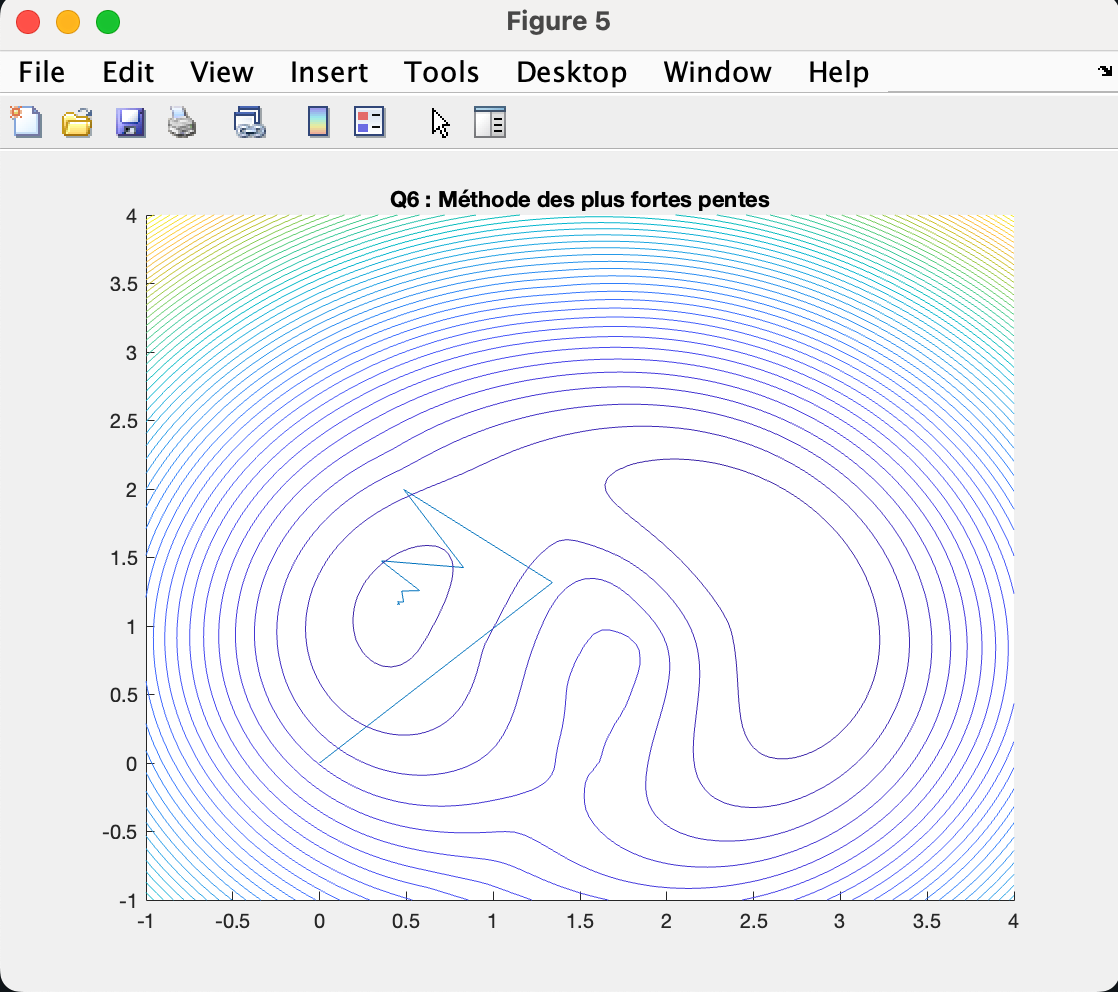 Figure 5
File Edit View Insert Tools Desktop Window Help
Q6 : Méthode des plus fortes pentes
4
3.5
3
2.5
2
1.5
1
0.5
0
-0.5
-1
-1 -0.5 0 0.5 1 1.5 2 2.5 3 3.5 4